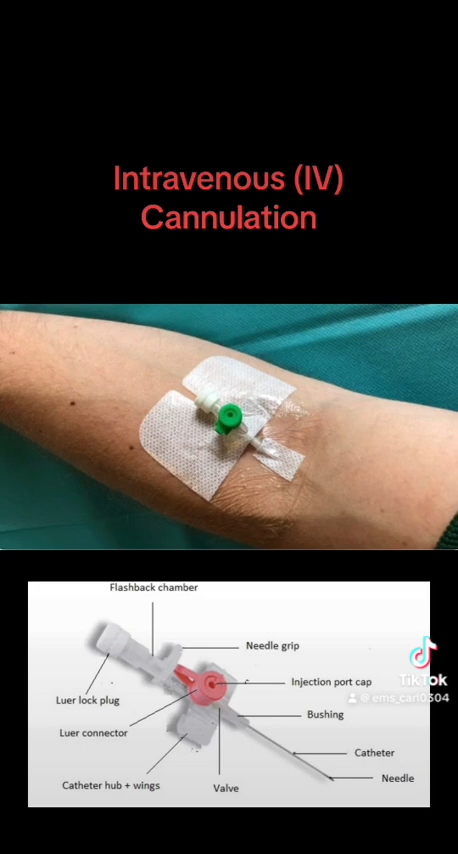 Intravenous (IV)
Cannulation
Flashback chamber
Needle grip
Injection port cap
Luer lock plug
Bushing
Luer connector
Catheter
Needle
Catheter hub + wings
Valve
TikTok
@ ems_carl0304